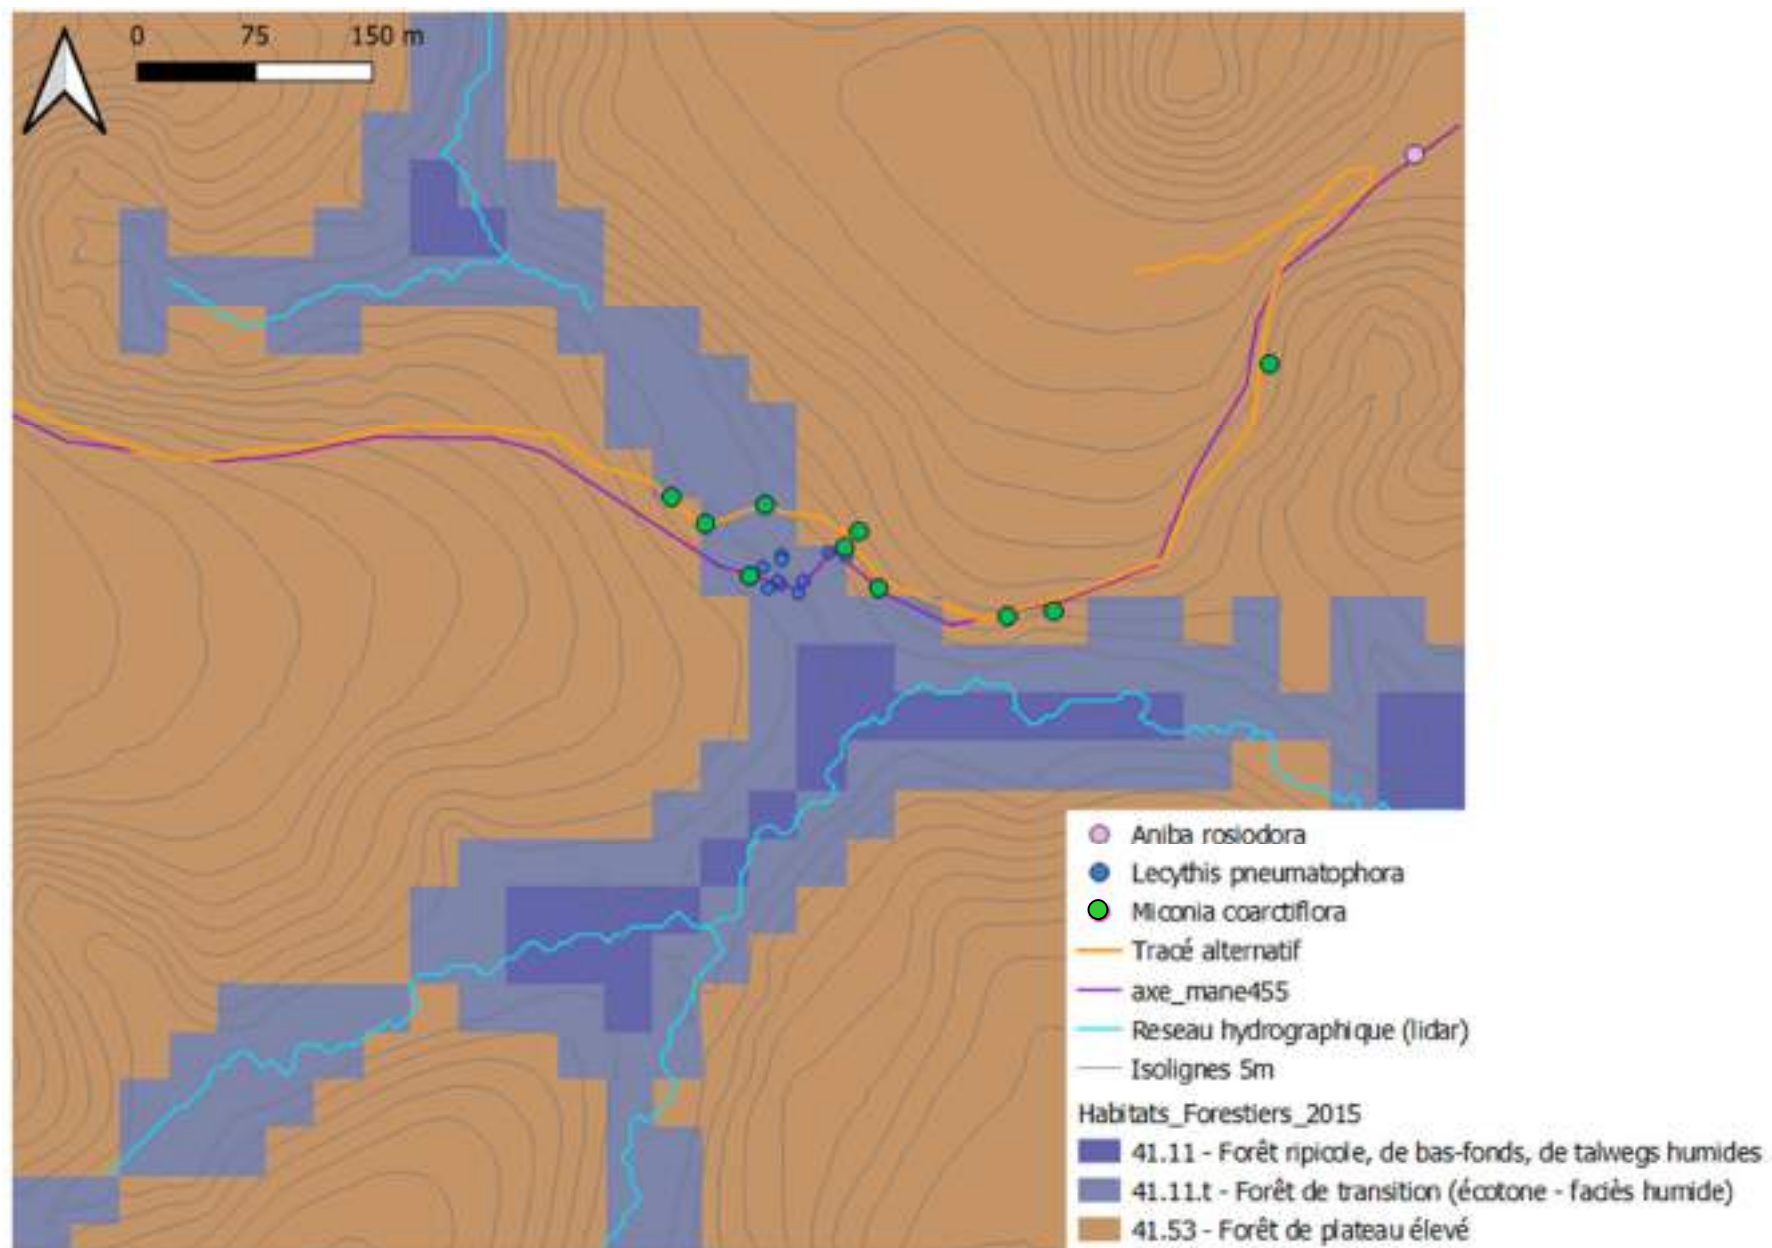 0 75 150 m
Aniba rosiodora
Lecythis pneumatophora
Miconia coarctiflora
Tracé alternatif
axe_mane455
Reseau hydrographique (lidar)
Isolignes 5m
Habitats_Forestiers_2015
41.11 - Forêt ripicole, de bas-fonds, de talwegs humides
41.11.t - Forêt de transition (écotone - faciès humide)
41.53 - Forêt de plateau élevé